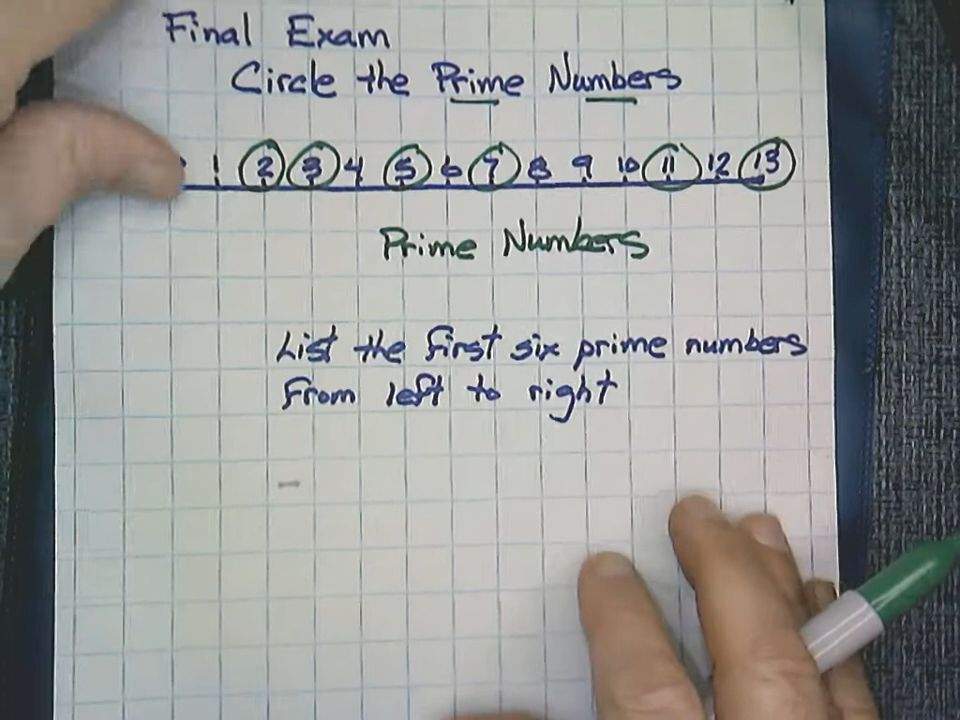 Final Exam
Circle the Prime Numbers
1 2 3 4 5 6 7 8 9 10 11 12 13
Prime Numbers
List the first six prime numbers
from left to right